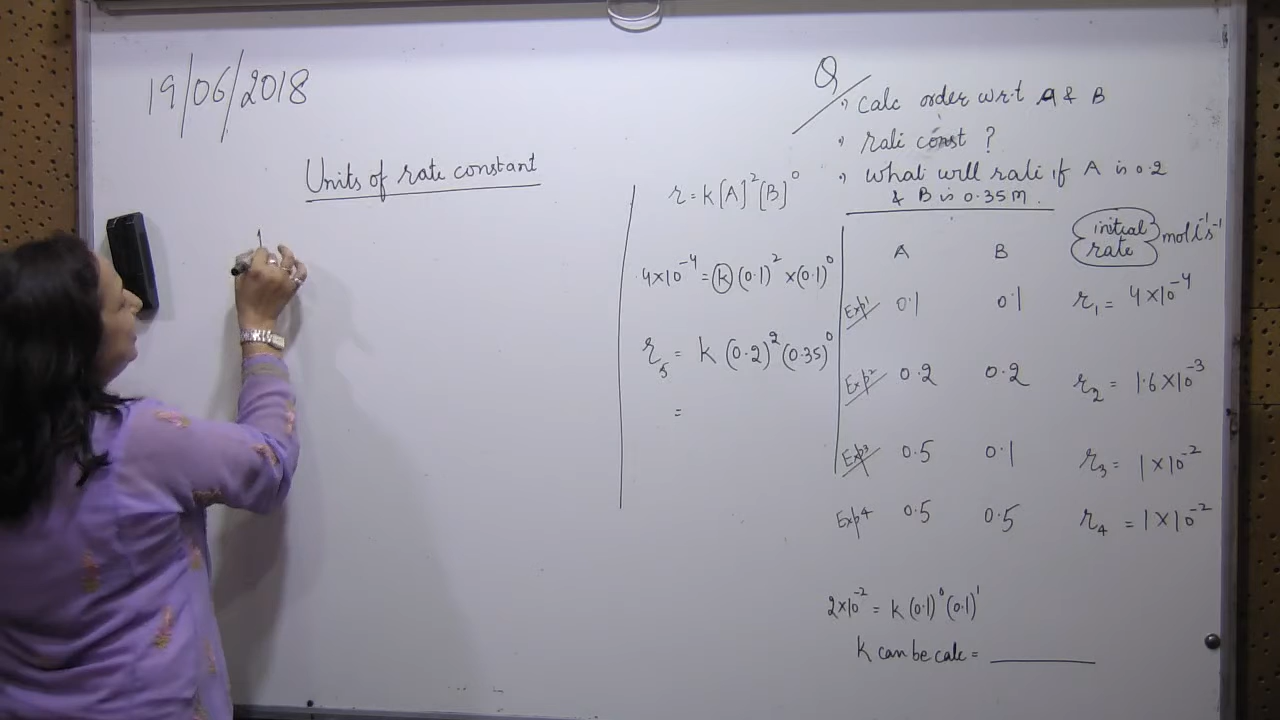 19/06/2018
Units of rate constant
r = k[A]²[B]⁰
4×10⁻⁴ = k (0.1)² × (0.1)⁰
r₅ = k (0.2)² (0.35)⁰
=
Q
, calc order w.r.t A & B
, rate const ?
, what will rate if A is 0.2
& B is 0.35M.
A B initial rate mol L⁻¹s⁻¹
Exp¹ 0.1 0.1 r₁ = 4×10⁻⁴
Exp² 0.2 0.2 r₂ = 1.6×10⁻³
Exp³ 0.5 0.1 r₃ = 1×10⁻²
Exp⁴ 0.5 0.5 r₄ = 1×10⁻²
2×10⁻² = k (0.1)⁰ (0.1)¹
K can be calc = ______